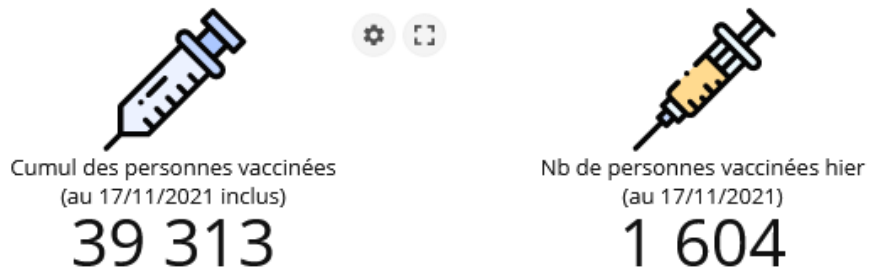 Cumul des personnes vaccinées
(au 17/11/2021 inclus)
39 313
Nb de personnes vaccinées hier
(au 17/11/2021)
1 604